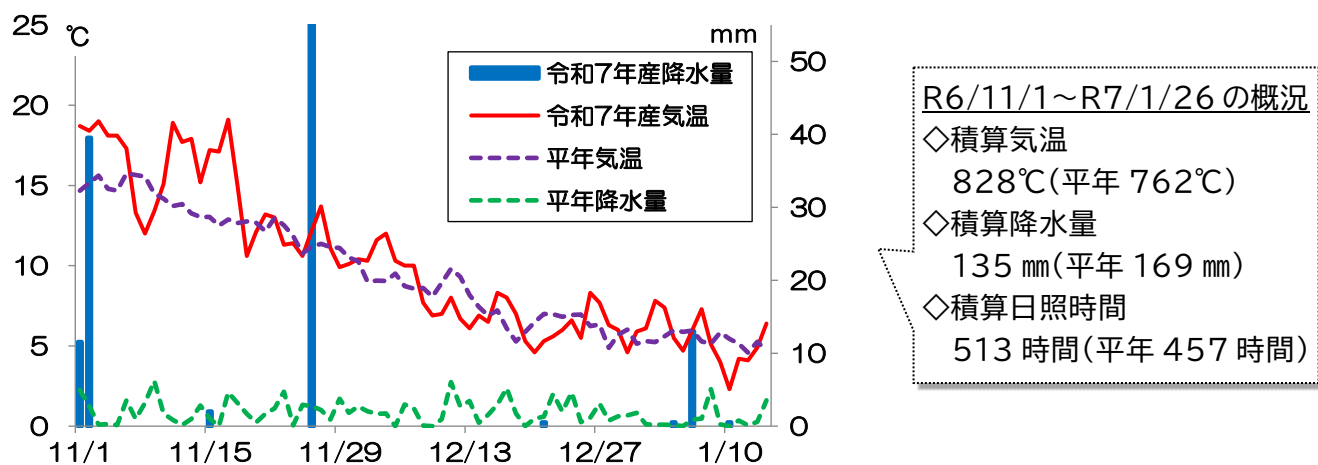 25
℃
mm
20
15
10
5
0
50
40
30
20
10
0
11/1
11/15
11/29
12/13
12/27
1/10
令和7年産降水量
令和7年産気温
平年気温
平年降水量
R6/11/1～R7/1/26の概況
◇積算気温
828℃(平年 762℃)
◇積算降水量
135 ㎜(平年 169 ㎜)
◇積算日照時間
513 時間(平年 457 時間)